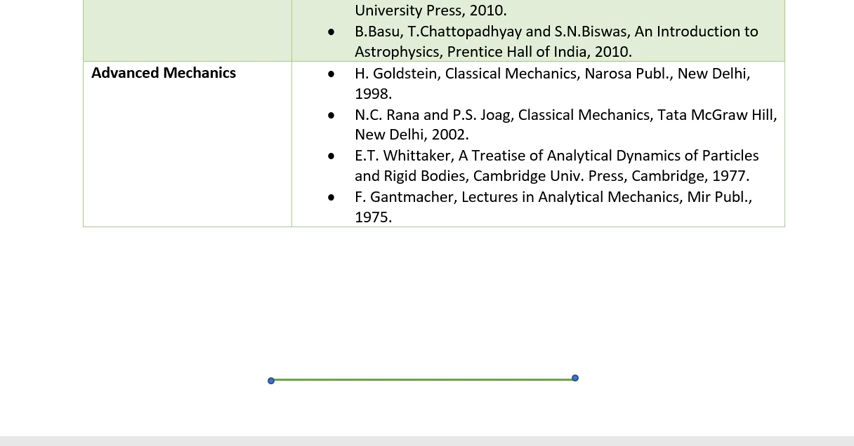 University Press, 2010.
● B.Basu, T.Chattopadhyay and S.N.Biswas, An Introduction to
Astrophysics, Prentice Hall of India, 2010.
Advanced Mechanics
● H. Goldstein, Classical Mechanics, Narosa Publ., New Delhi,
1998.
● N.C. Rana and P.S. Joag, Classical Mechanics, Tata McGraw Hill,
New Delhi, 2002.
● E.T. Whittaker, A Treatise of Analytical Dynamics of Particles
and Rigid Bodies, Cambridge Univ. Press, Cambridge, 1977.
● F. Gantmacher, Lectures in Analytical Mechanics, Mir Publ.,
1975.